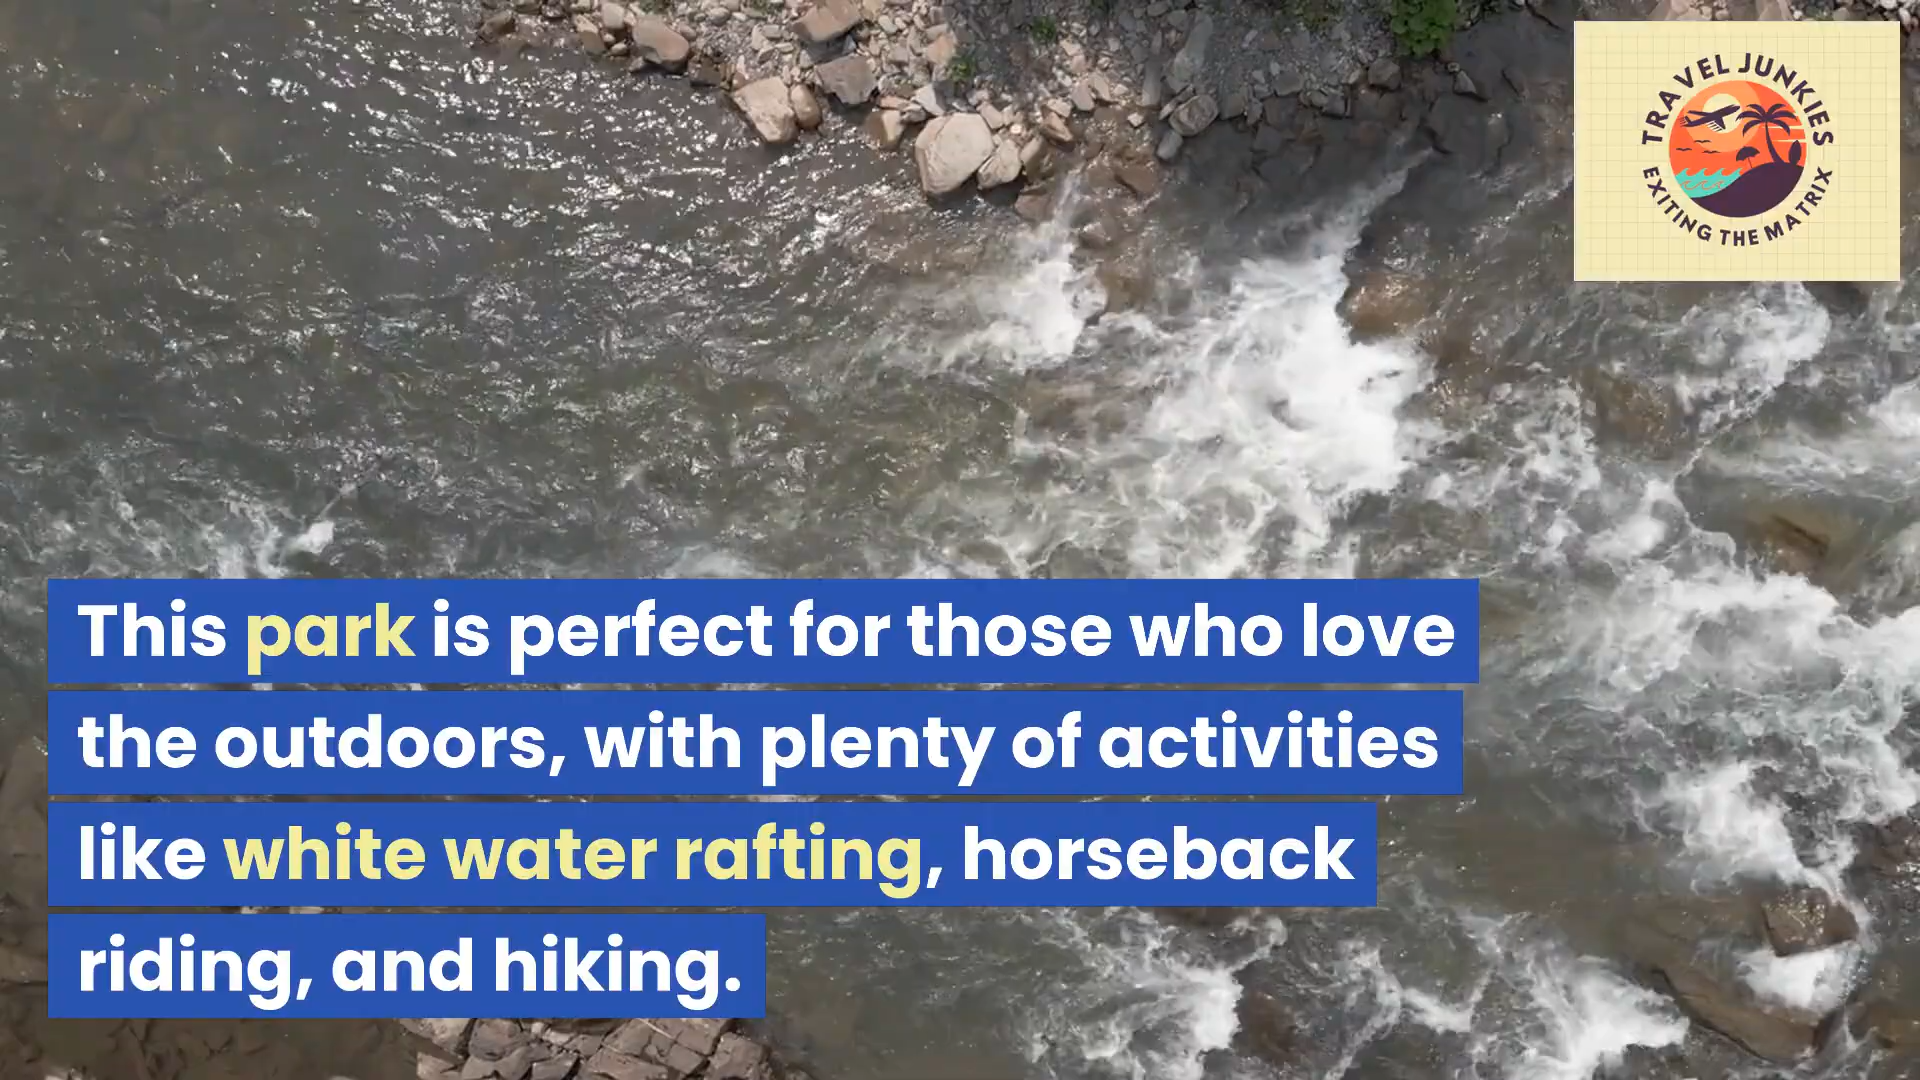 TRAVEL JUNKIES
EXITING THE MATRIX
This park is perfect for those who love
the outdoors, with plenty of activities
like white water rafting, horseback
riding, and hiking.